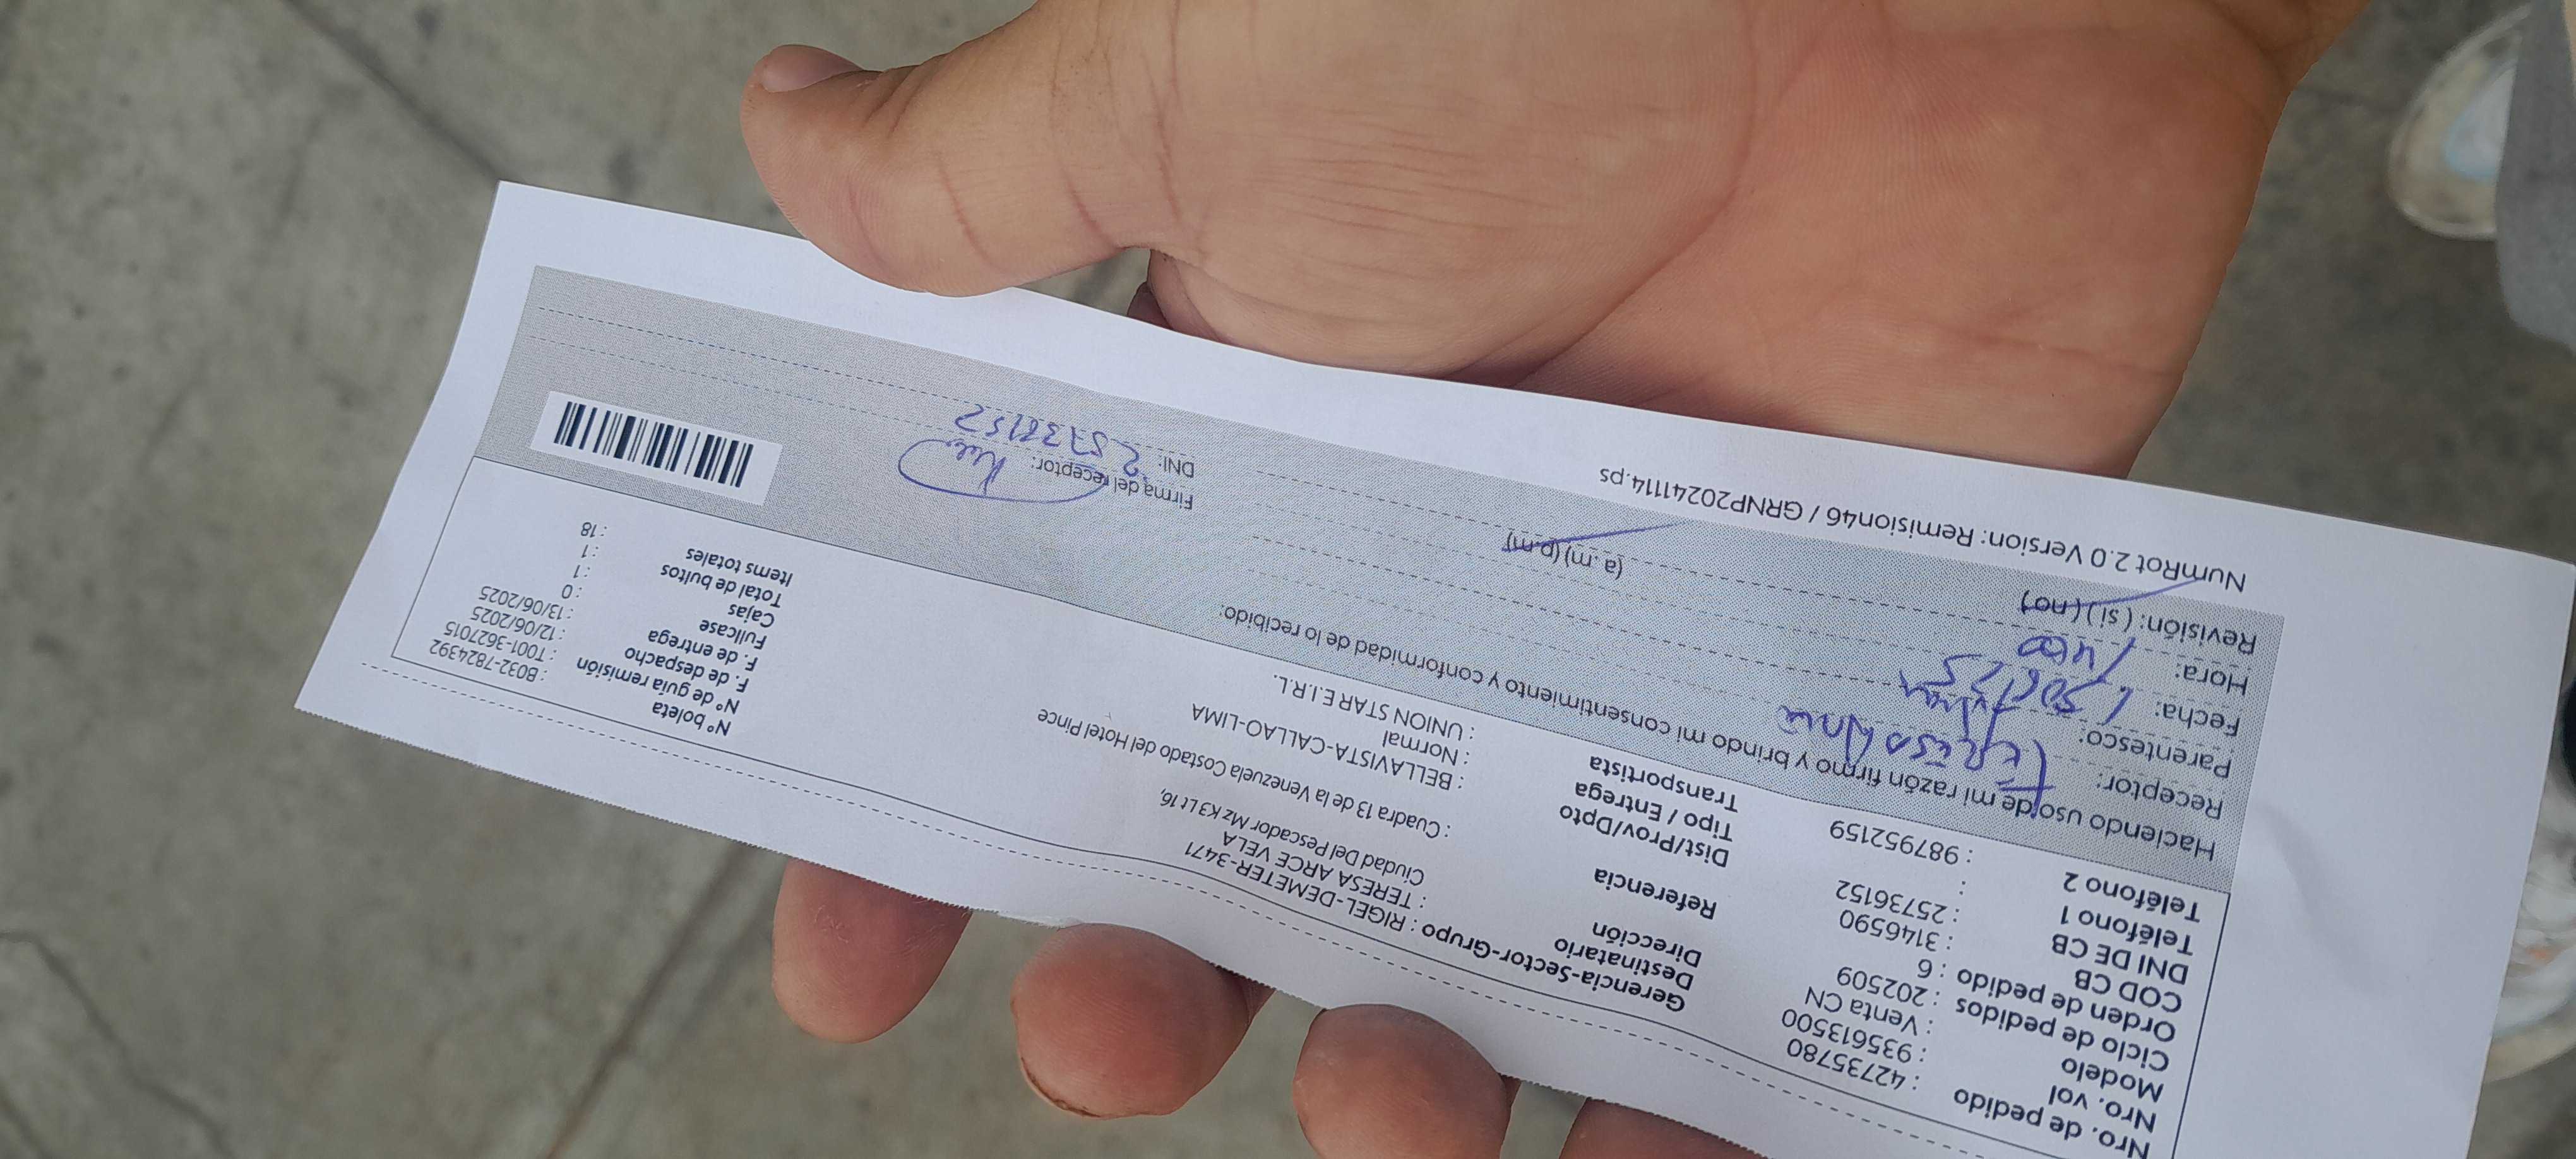 Nro. de pedido : 42735780
Nro. vol : 935613500
Modelo : Venta CN
Ciclo de pedidos : 202509
Orden de pedido : 6
COD CB : 3146590
DNI DE CB : 25736152
Teléfono 1 :
Teléfono 2 : 987952159
Gerencia-Sector-Grupo : RIGEL-DEMETER-3471
Destinatario : TERESA ARCE VELA
Dirección Ciudad Del Pescador Mz K3 Lt 16,
Referencia : Cuadra 13 de la Venezuela Costado del Hotel Pince
Dist/Prov/Dpto : BELLAVISTA-CALLAO-LIMA
Tipo / Entrega : Normal
Transportista : UNION STAR E.I.R.L.
N° boleta : B032-7824392
N° de guía remisión : T001-3627015
F. de despacho : 12/06/2025
F. de entrega : 13/06/2025
Fullcase : 0
Cajas : 1
Total de bultos : 1
Items totales : 18
Haciendo uso de mi razón firmo y brindo mi consentimiento y conformidad de lo recibido:
Receptor: TERESA
Parentesco:
Fecha:
Hora:
(a.m) (p.m)
Revisión: (si) (no)
Firma del receptor:
DNI: 25736152
NumRot 2.0 Version: Remision46 / GRNP20241114.ps